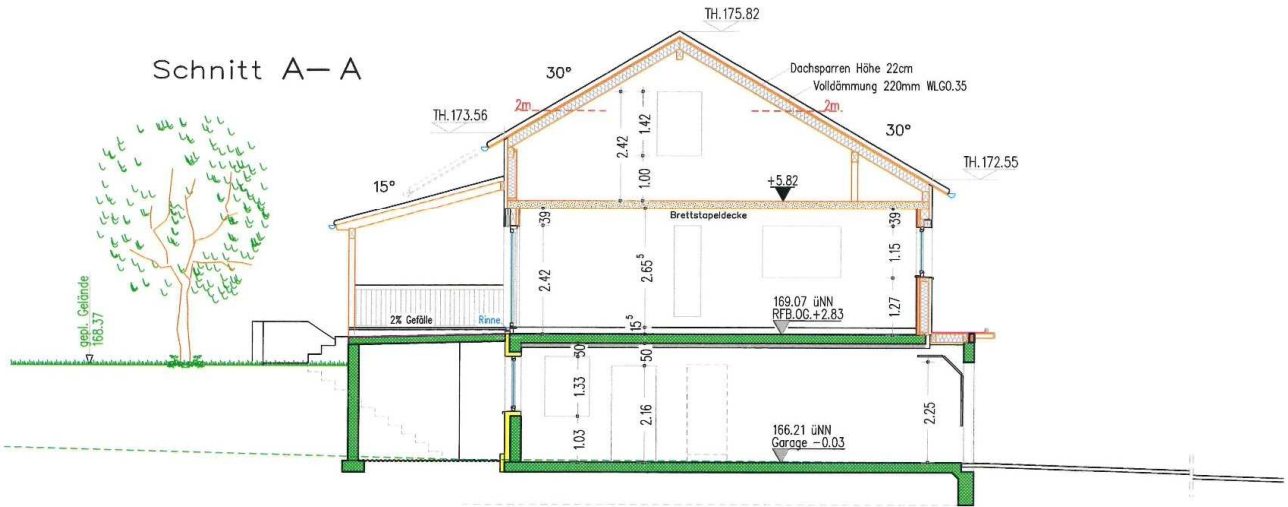 TH.175.82
Schnitt A–A
30°
Dachsparren Höhe 22cm
Volldämmung 220mm WLG0.35
2m
2m
TH.173.56
2.42
1.42
1.00
30°
TH.172.55
15°
+5.82
Brettstapeldecke
39
39
2.42
2.65⁵
1.15
1.27
gepl. Gelände
168.37
2% Gefälle
Rinne
15⁵
169.07 üNN
RFB.OG.+2.83
50
50
1.33
2.16
2.25
1.03
166.21 üNN
Garage –0.03